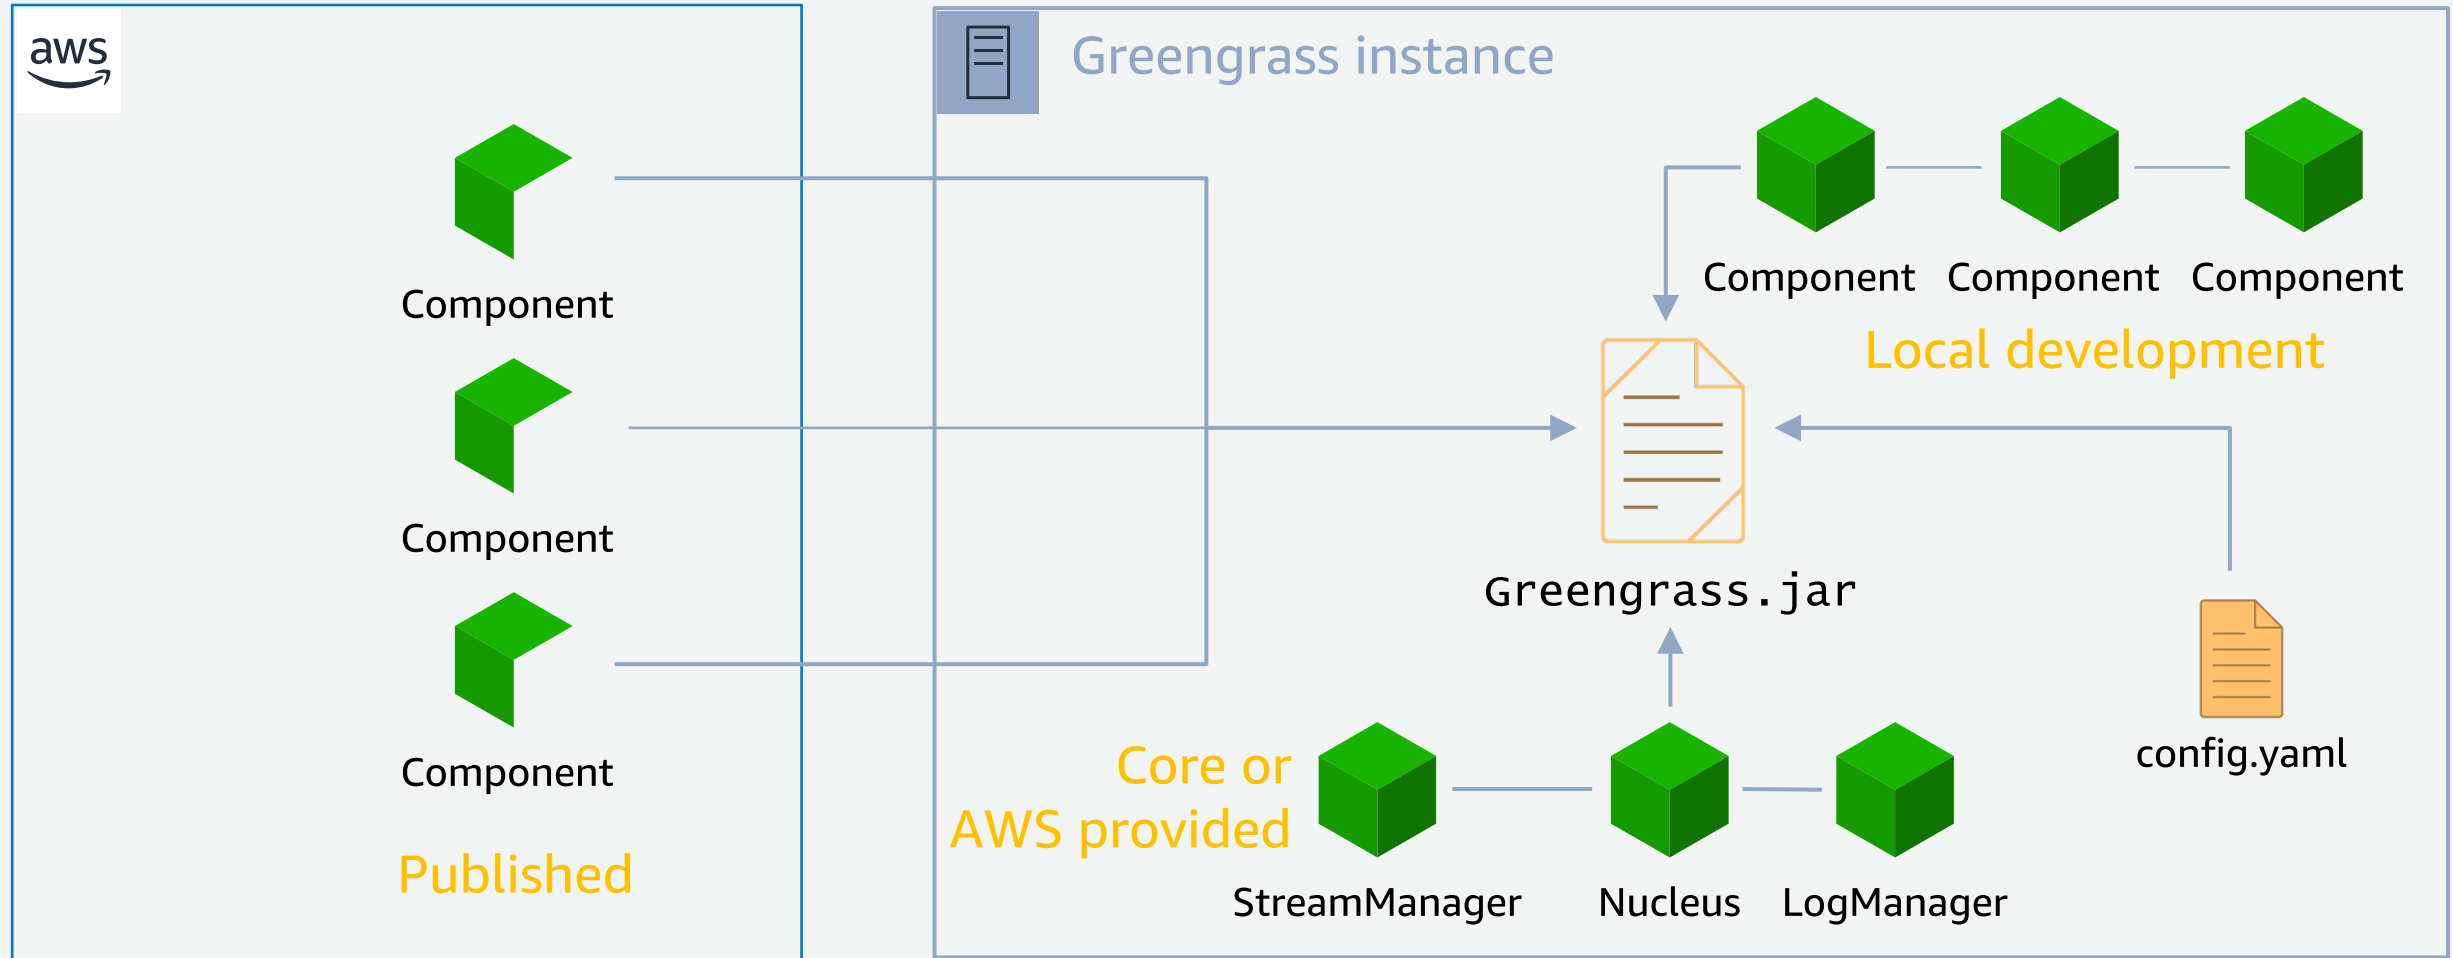 aws
Component
Component
Component
Published
Greengrass instance
Component Component Component
Local development
Greengrass.jar
config.yaml
Core or
AWS provided
StreamManager Nucleus LogManager